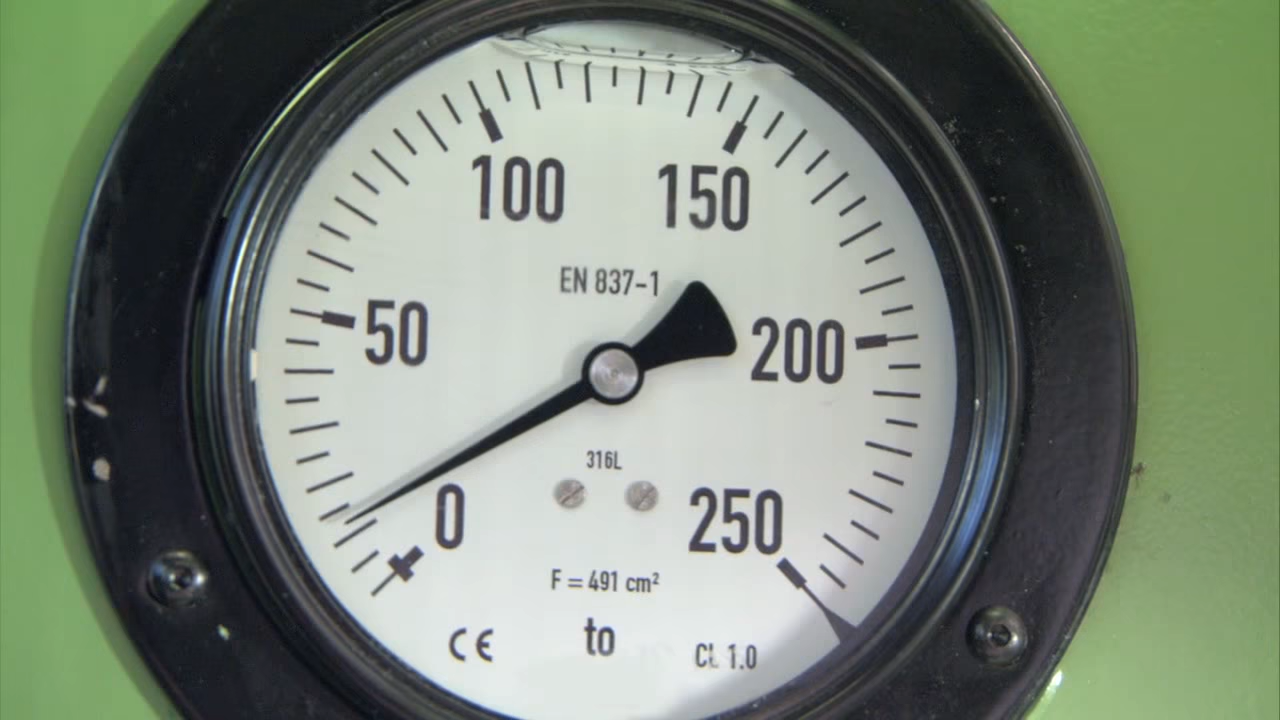 100 150
EN 837-1
50 200
316L
0 250
F = 491 cm²
CE to CL 1.0